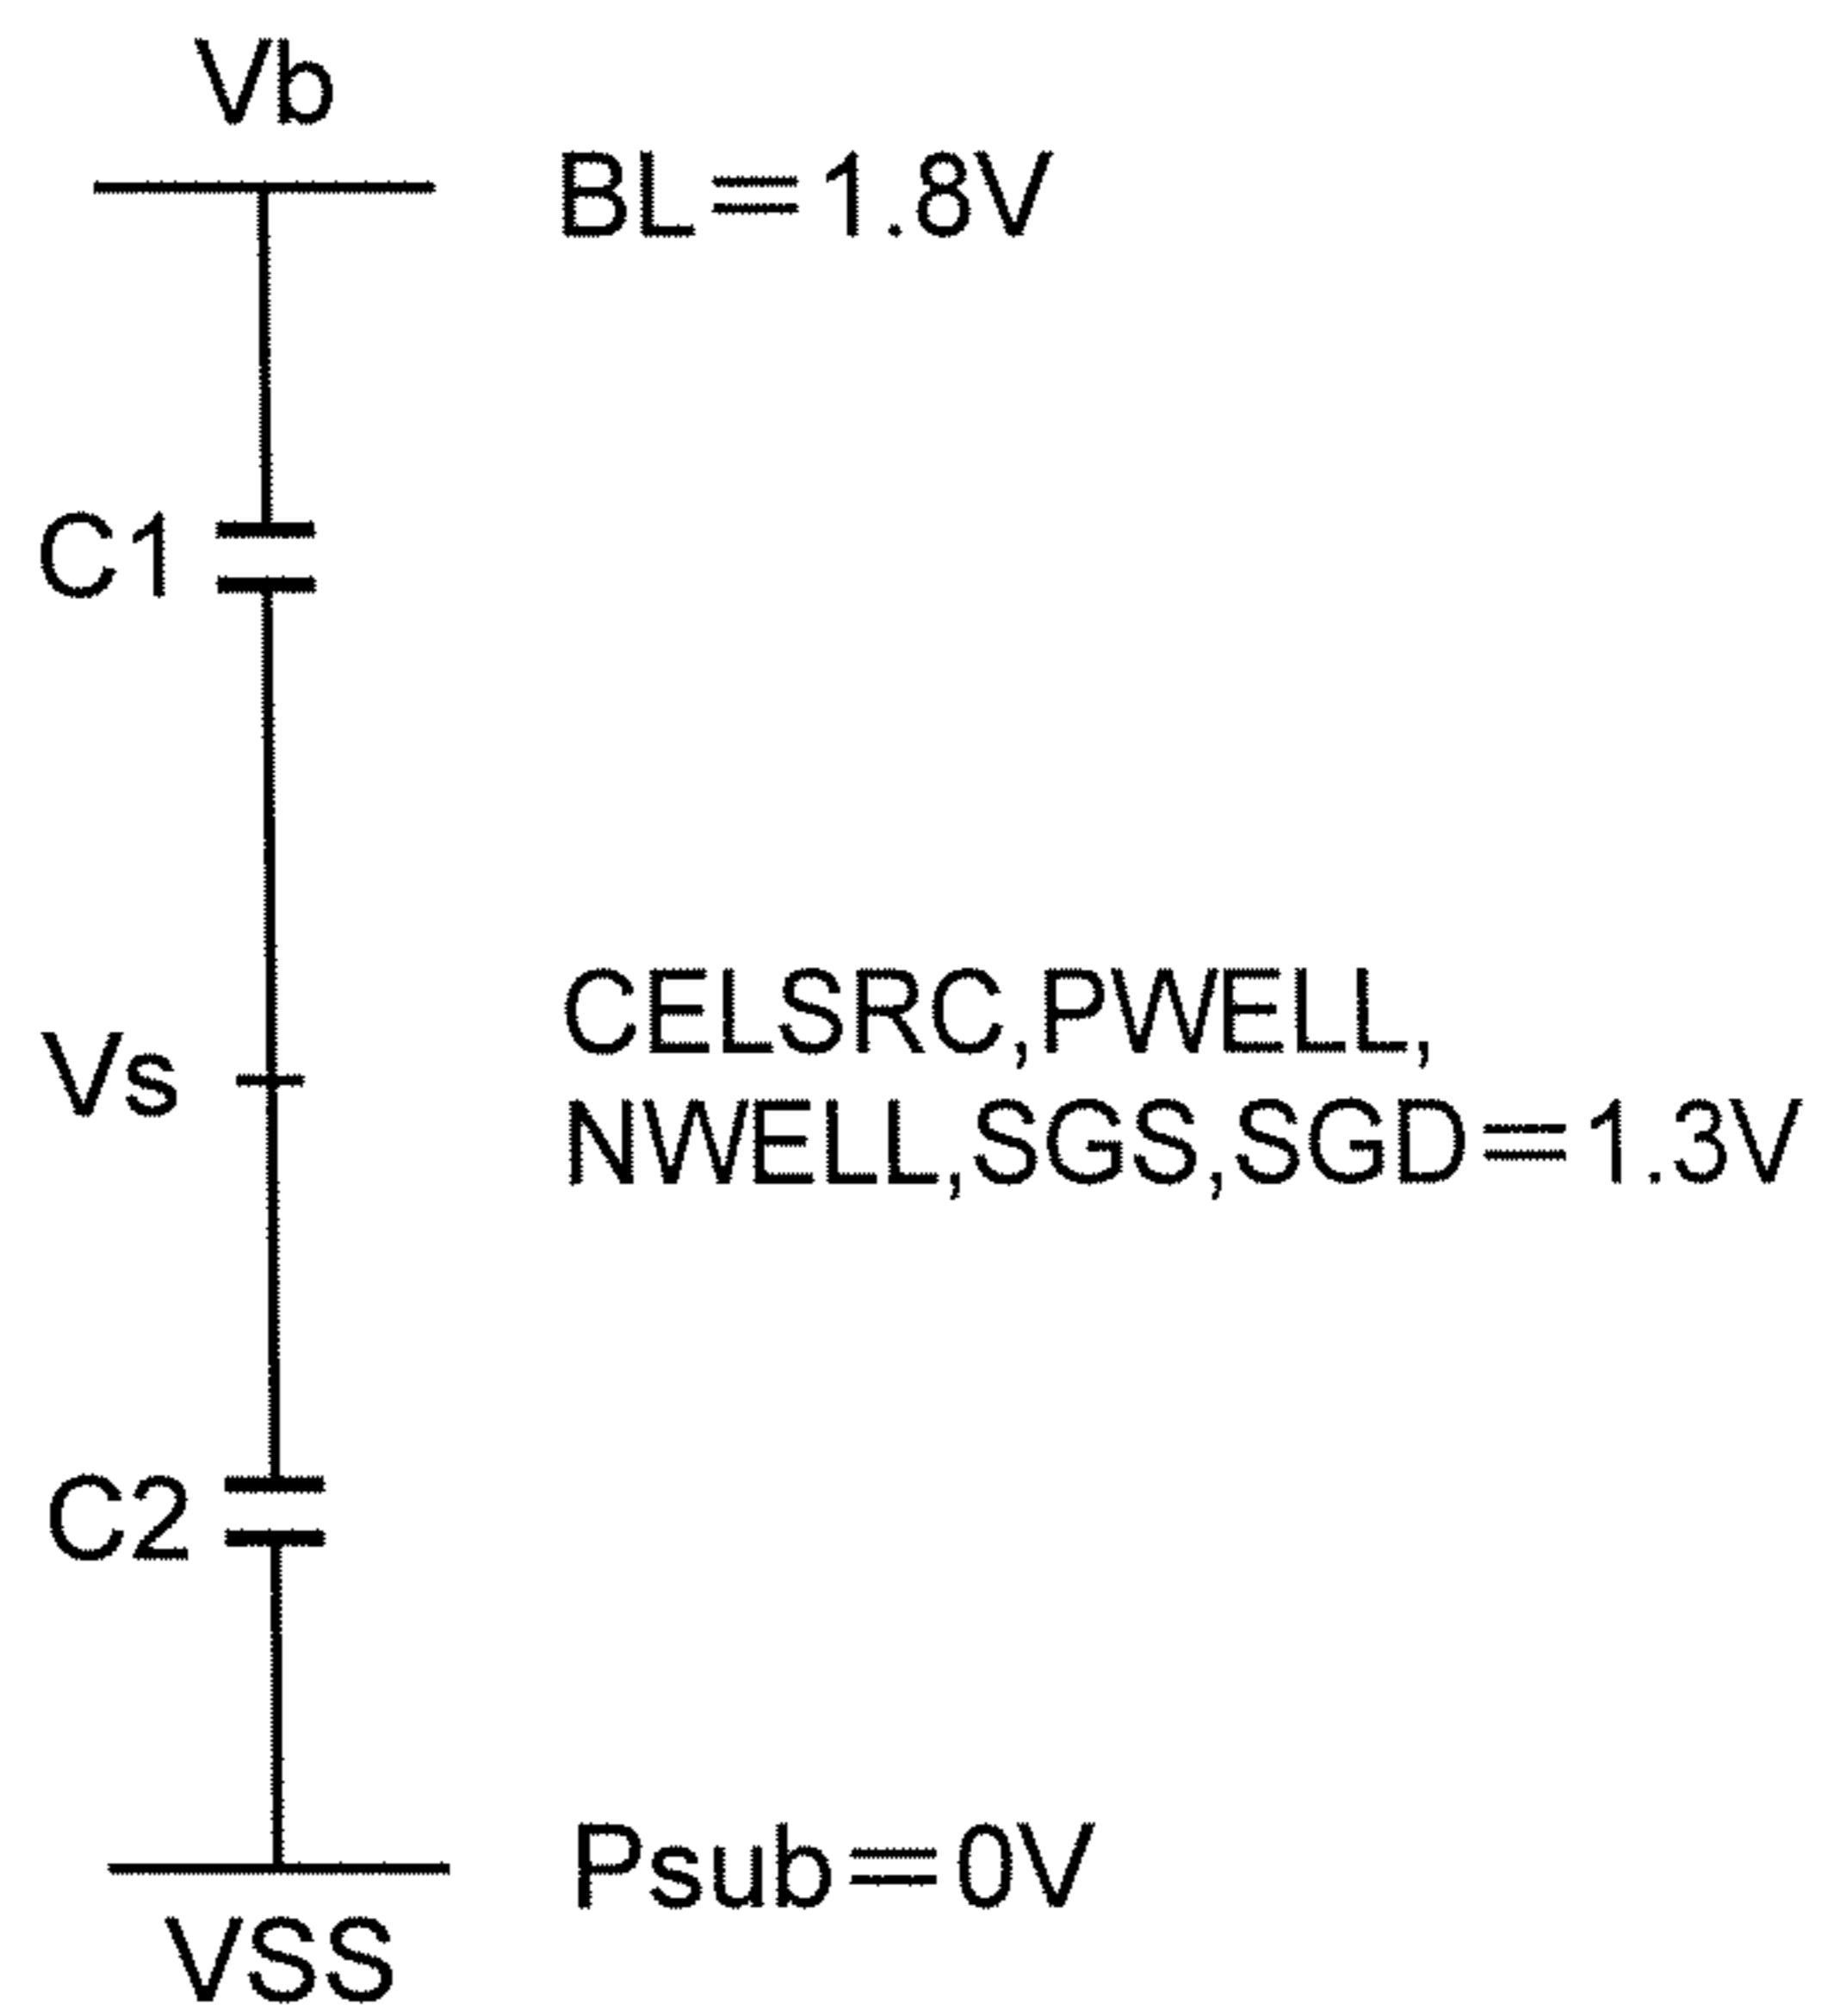 Vb
BL=1.8V
C1
Vs
CELSRC,PWELL,
NWELL,SGS,SGD=1.3V
C2
Psub=0V
VSS